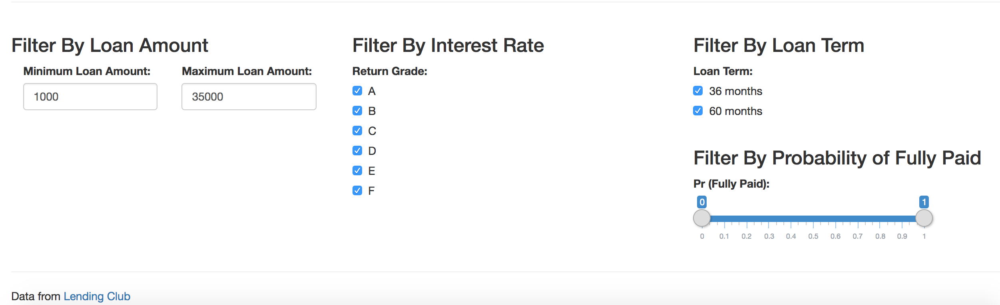 Filter By Loan Amount
Minimum Loan Amount: Maximum Loan Amount:
1000 35000
Filter By Interest Rate
Return Grade:
A
B
C
D
E
F
Filter By Loan Term
Loan Term:
36 months
60 months
Filter By Probability of Fully Paid
Pr (Fully Paid):
0 1
0 0.1 0.2 0.3 0.4 0.5 0.6 0.7 0.8 0.9 1
Data from Lending Club